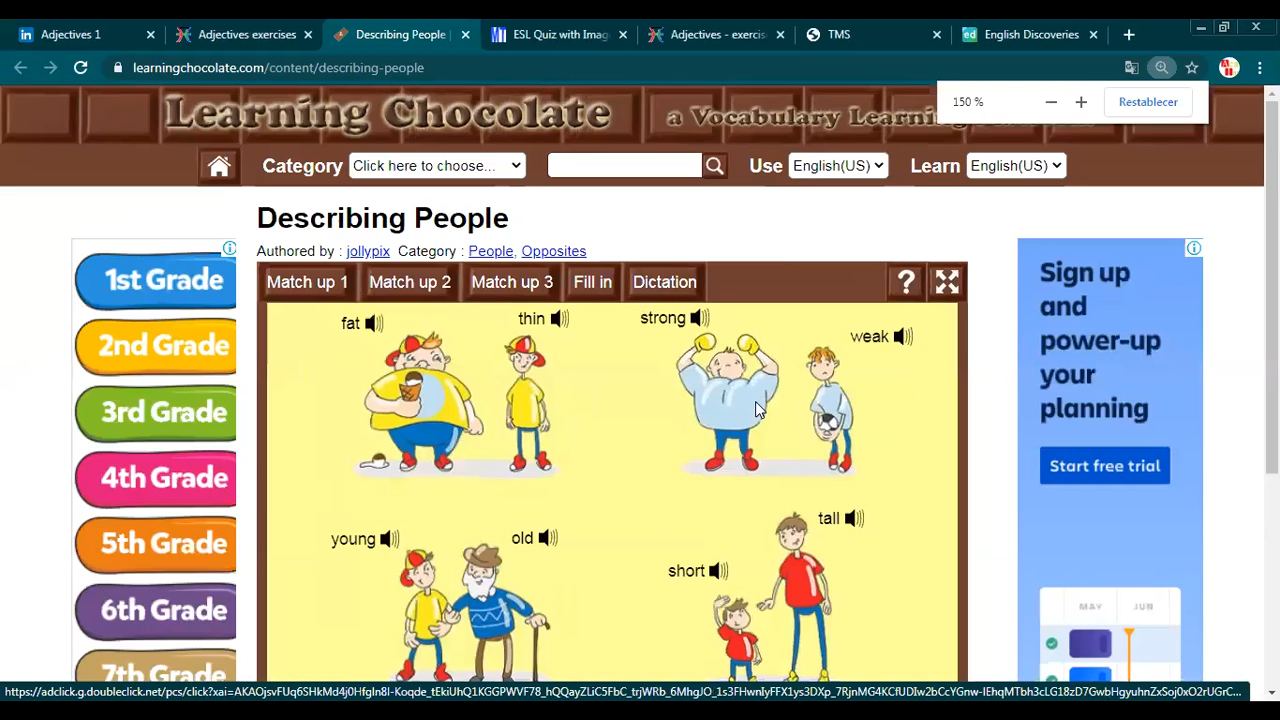 Adjectives 1
Adjectives exercises
Describing People |
ESL Quiz with Imag
Adjectives - exercis
TMS
English Discoveries
learningchocolate.com/content/describing-people
150 %
Restablecer
Learning Chocolate
a Vocabulary Learning
Category
Click here to choose...
Use
English(US)
Learn
English(US)
Describing People
Authored by : jollypix Category : People, Opposites
Match up 1
Match up 2
Match up 3
Fill in
Dictation
?
1st Grade
2nd Grade
3rd Grade
4th Grade
5th Grade
6th Grade
7th Grade
fat
thin
strong
weak
young
old
short
tall
Sign up
and
power-up
your
planning
Start free trial
MAY
JUN